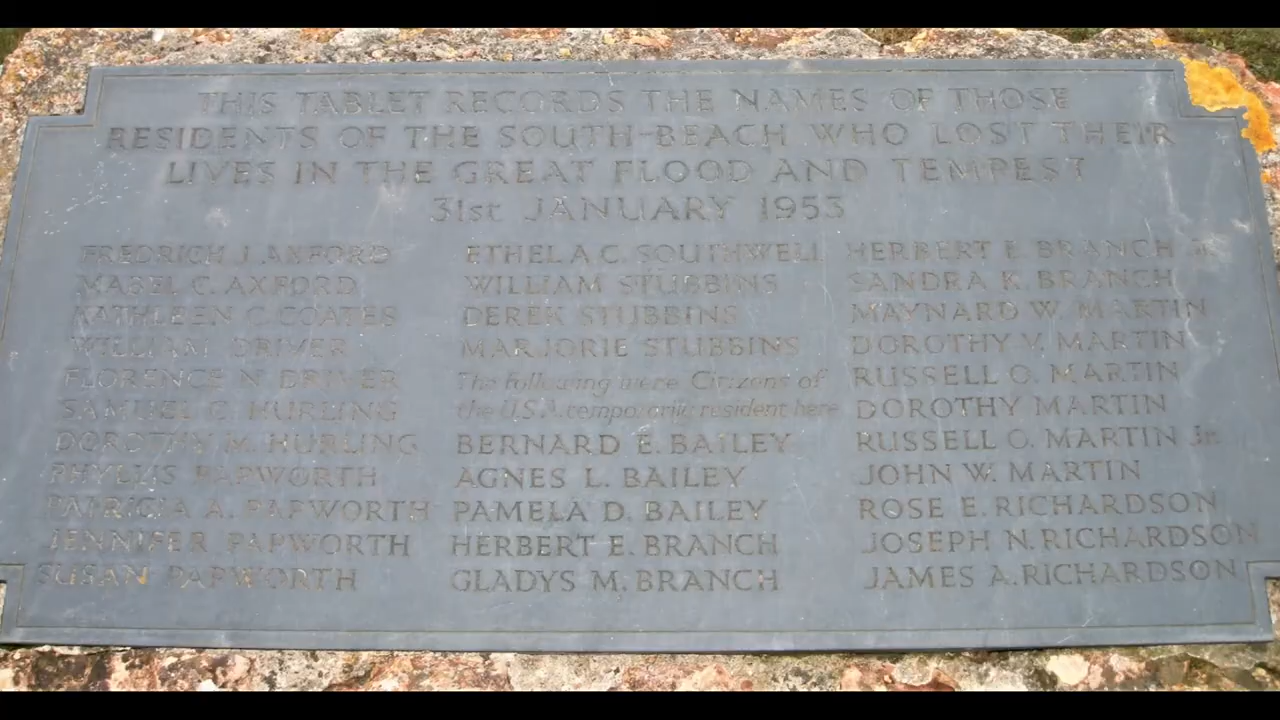 THIS TABLET RECORDS THE NAMES OF THOSE
RESIDENTS OF THE SOUTH-BEACH WHO LOST THEIR
LIVES IN THE GREAT FLOOD AND TEMPEST
31st JANUARY 1953
FREDRICH J. AXFORD
MABEL C. AXFORD
KATHLEEN C. COATES
WILLIAM DRIVER
FLORENCE N. DRIVER
SAMUEL C. HURLING
DOROTHY M. HURLING
PHYLLIS PAPWORTH
PATRICIA A. PAPWORTH
JENNIFER PAPWORTH
SUSAN PAPWORTH
ETHEL A C. SOUTHWELL
WILLIAM STUBBINS
DEREK STUBBINS
MARJORIE STUBBINS
The following were Citizens of
the U.S.A. temporarily resident here
BERNARD E. BAILEY
AGNES L. BAILEY
PAMELA D. BAILEY
HERBERT E. BRANCH
GLADYS M. BRANCH
HERBERT E. BRANCH Jr.
SANDRA K. BRANCH
MAYNARD W. MARTIN
DOROTHY V. MARTIN
RUSSELL O. MARTIN
DOROTHY MARTIN
RUSSELL O. MARTIN Jr.
JOHN W. MARTIN
ROSE E. RICHARDSON
JOSEPH N. RICHARDSON
JAMES A. RICHARDSON